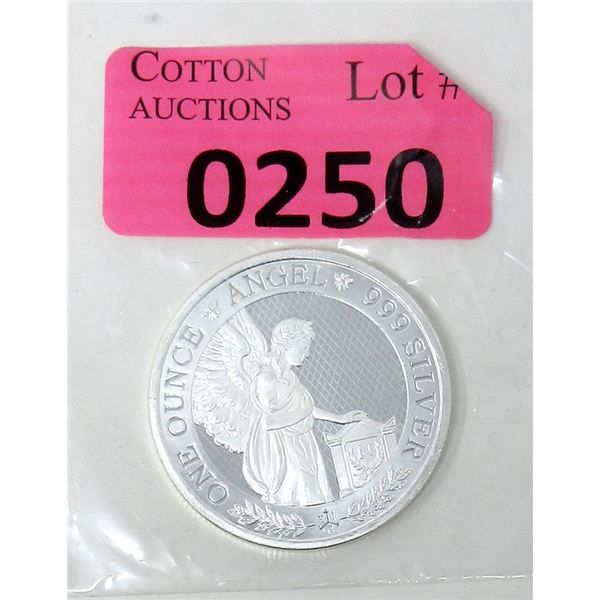 COTTON
AUCTIONS
Lot #
0250
ONE OUNCE * ANGEL * 999 SILVER